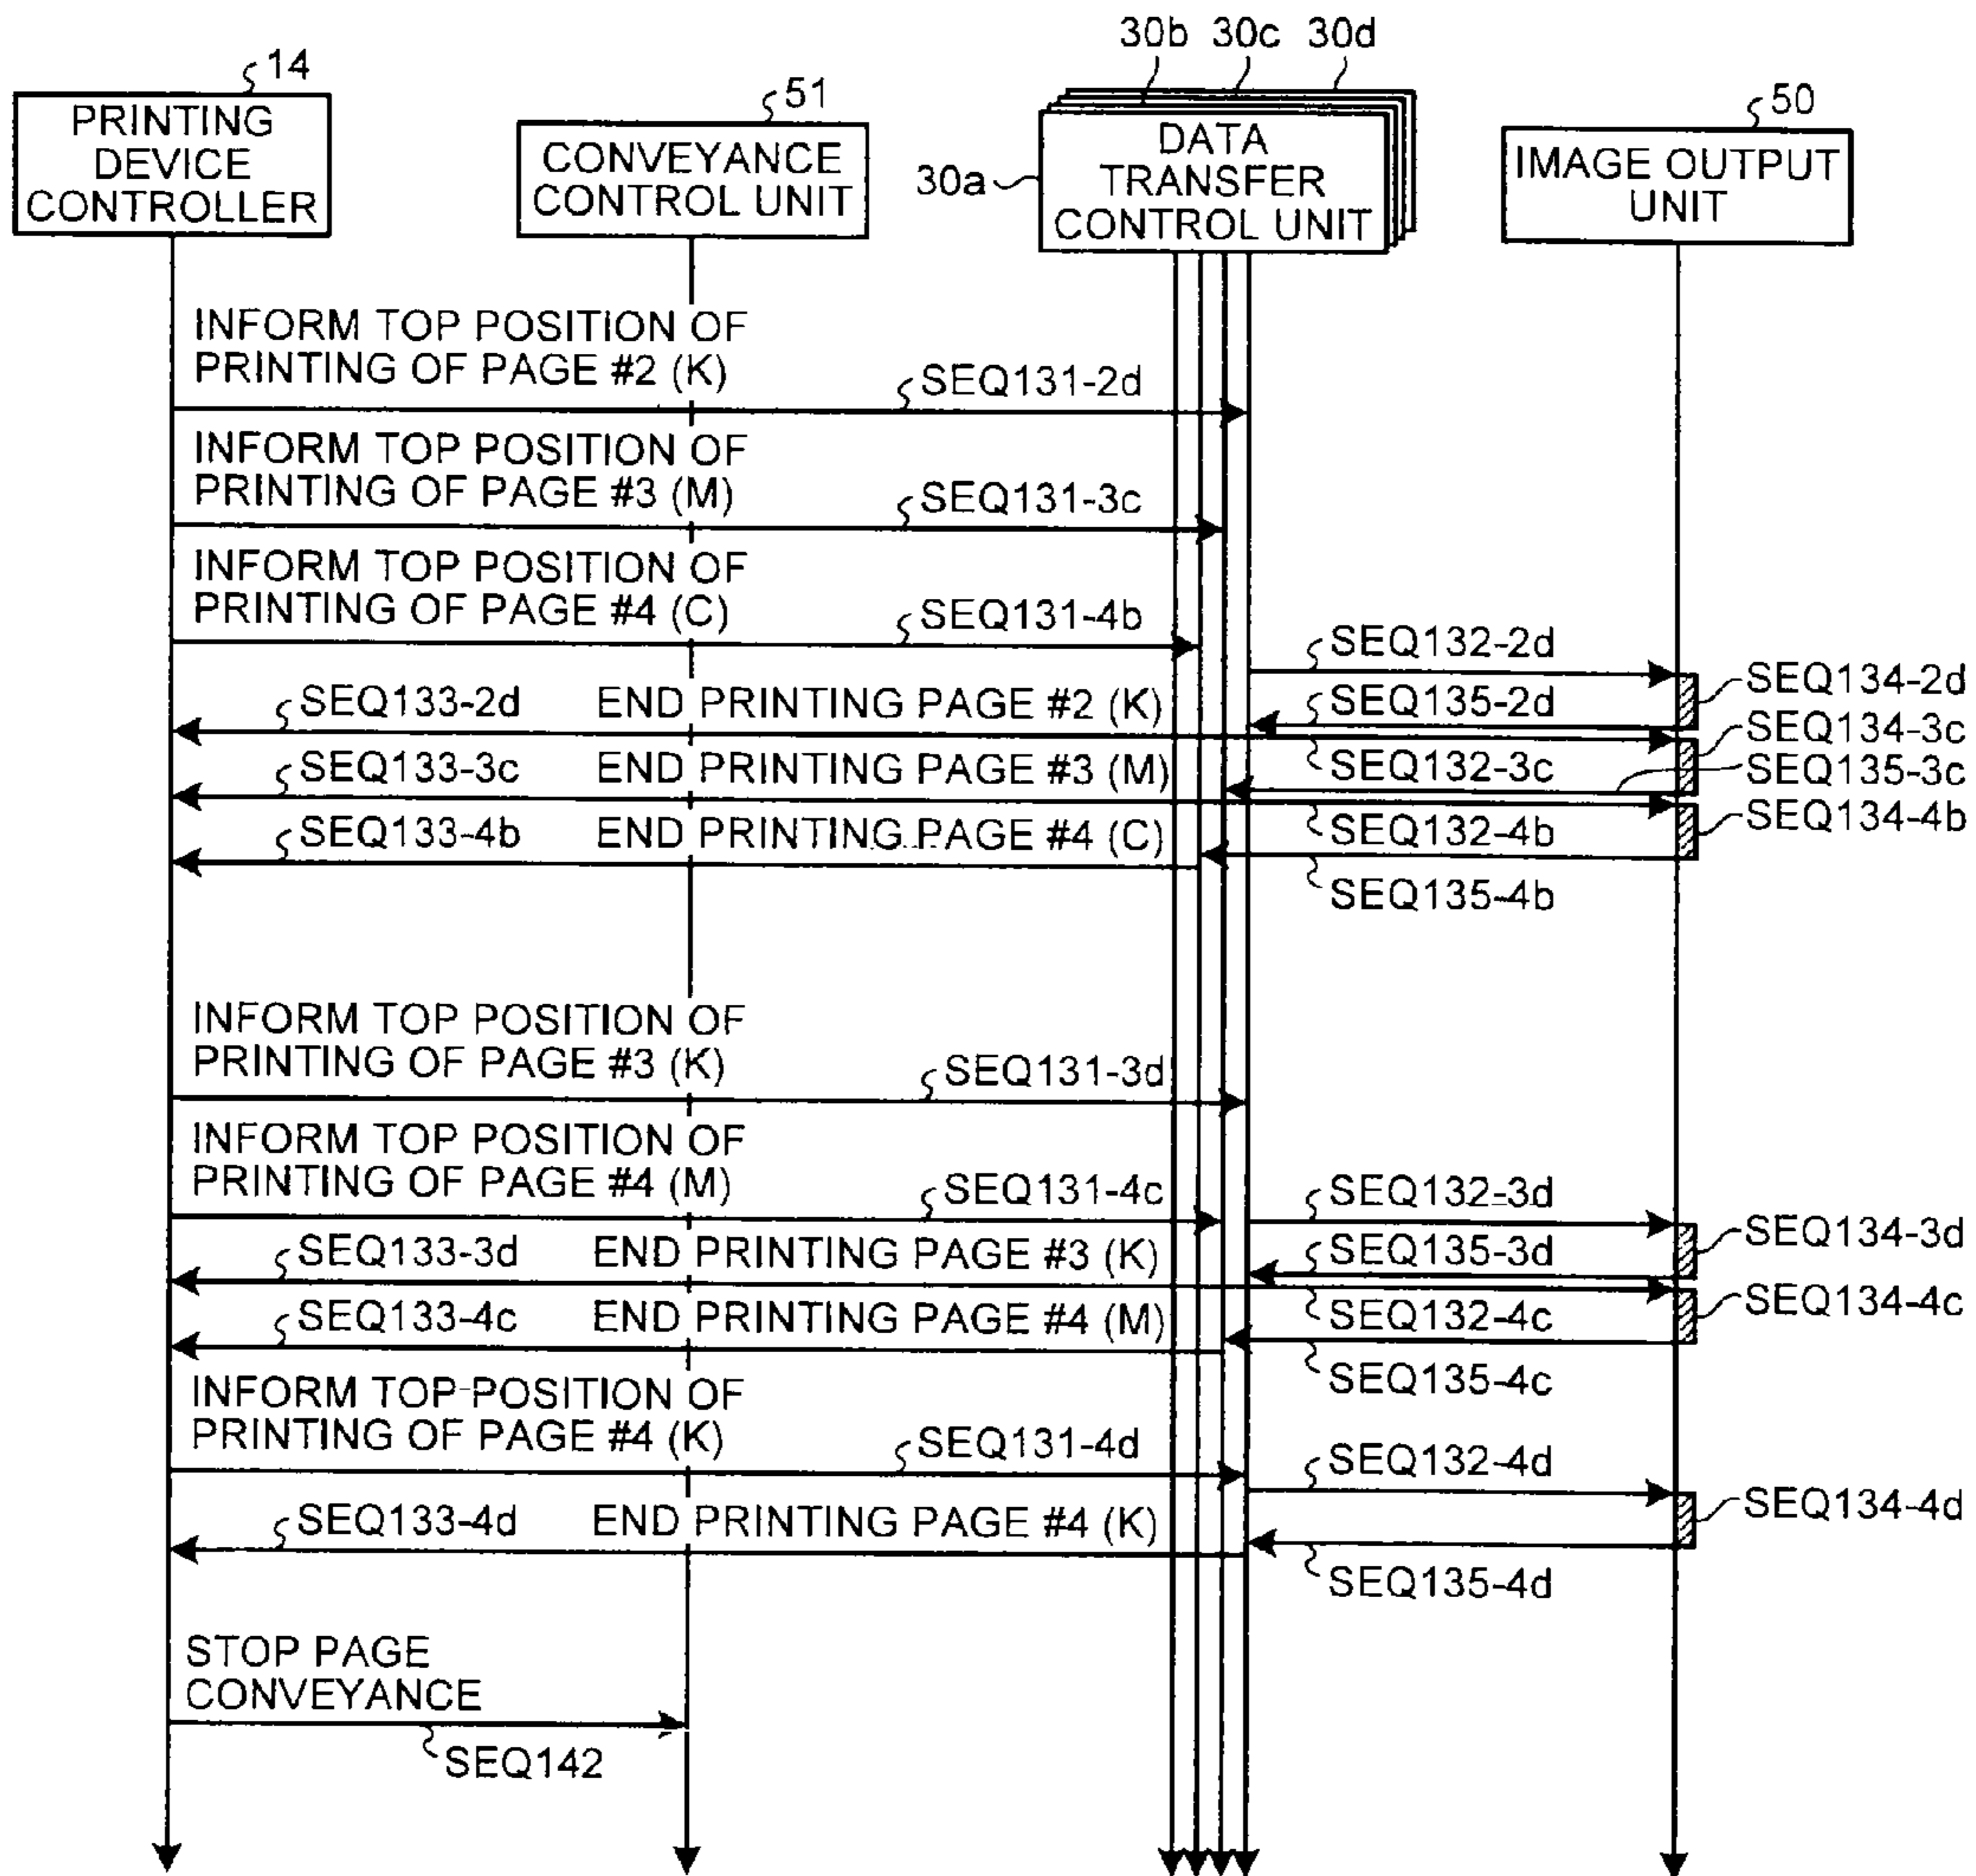 30b 30c 30d
14
51
50
PRINTING
DEVICE
CONTROLLER
CONVEYANCE
CONTROL UNIT
30a
DATA
TRANSFER
CONTROL UNIT
IMAGE OUTPUT
UNIT
INFORM TOP POSITION OF
PRINTING OF PAGE #2 (K)
SEQ131-2d
INFORM TOP POSITION OF
PRINTING OF PAGE #3 (M)
SEQ131-3c
INFORM TOP POSITION OF
PRINTING OF PAGE #4 (C)
SEQ131-4b
SEQ132-2d
SEQ134-2d
SEQ133-2d
END PRINTING PAGE #2 (K)
SEQ135-2d
SEQ134-3c
SEQ133-3c
END PRINTING PAGE #3 (M)
SEQ132-3c
SEQ135-3c
SEQ133-4b
END PRINTING PAGE #4 (C)
SEQ132-4b
SEQ134-4b
SEQ135-4b
INFORM TOP POSITION OF
PRINTING OF PAGE #3 (K)
SEQ131-3d
INFORM TOP POSITION OF
PRINTING OF PAGE #4 (M)
SEQ131-4c
SEQ132-3d
SEQ134-3d
SEQ133-3d
END PRINTING PAGE #3 (K)
SEQ135-3d
SEQ133-4c
END PRINTING PAGE #4 (M)
SEQ132-4c
SEQ134-4c
SEQ135-4c
INFORM TOP POSITION OF
PRINTING OF PAGE #4 (K)
SEQ131-4d
SEQ132-4d
SEQ134-4d
SEQ133-4d
END PRINTING PAGE #4 (K)
SEQ135-4d
STOP PAGE
CONVEYANCE
SEQ142